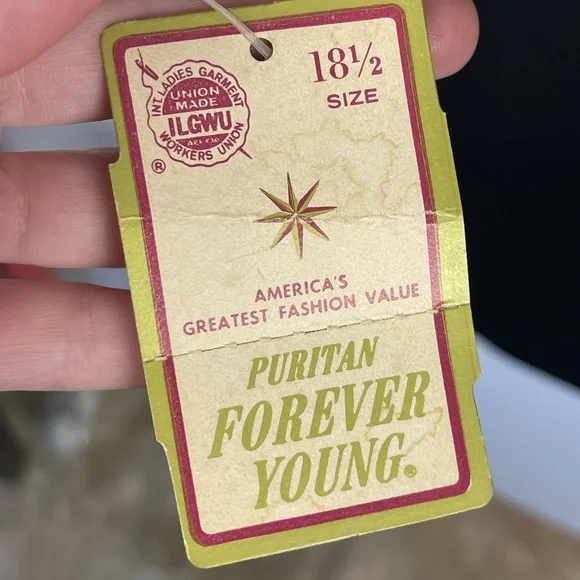 INT. LADIES GARMENT
UNION
MADE
ILGWU
WORKERS UNION
®
18½
SIZE
AMERICA'S
GREATEST FASHION VALUE
PURITAN
FOREVER
YOUNG®